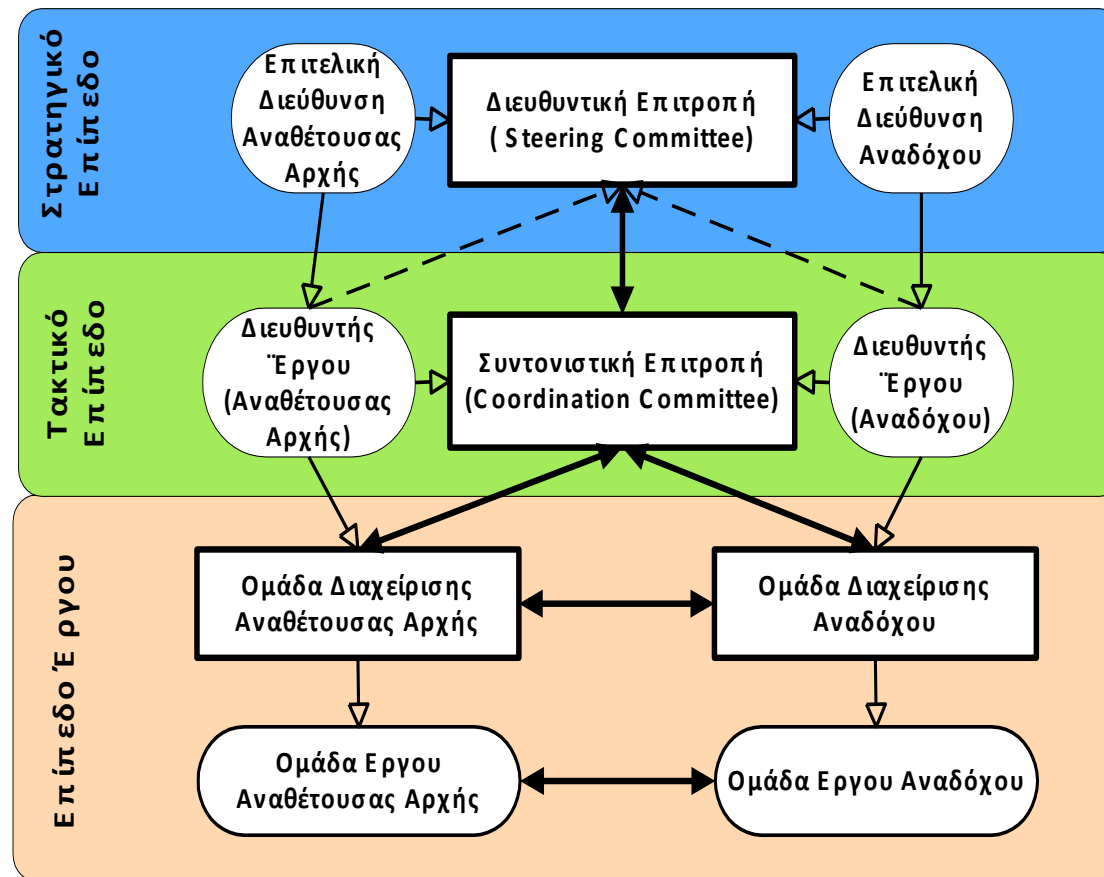 Στρατηγικό
Επίπεδο
Επιτελική
Διεύθυνση
Αναθέτουσας
Αρχής
Διευθυντική Επιτροπή
( Steering Committee)
Επιτελική
Διεύθυνση
Αναδόχου
Τακτικό
Επίπεδο
Διευθυντής
Έργου
(Αναθέτουσας
Αρχής)
Συντονιστική Επιτροπή
(Coordination Committee)
Διευθυντής
Έργου
(Αναδόχου)
Επίπεδο Έργου
Ομάδα Διαχείρισης
Αναθέτουσας Αρχής
Ομάδα Διαχείρισης
Αναδόχου
Ομάδα Εργου
Αναθέτουσας Αρχής
Ομάδα Εργου Αναδόχου